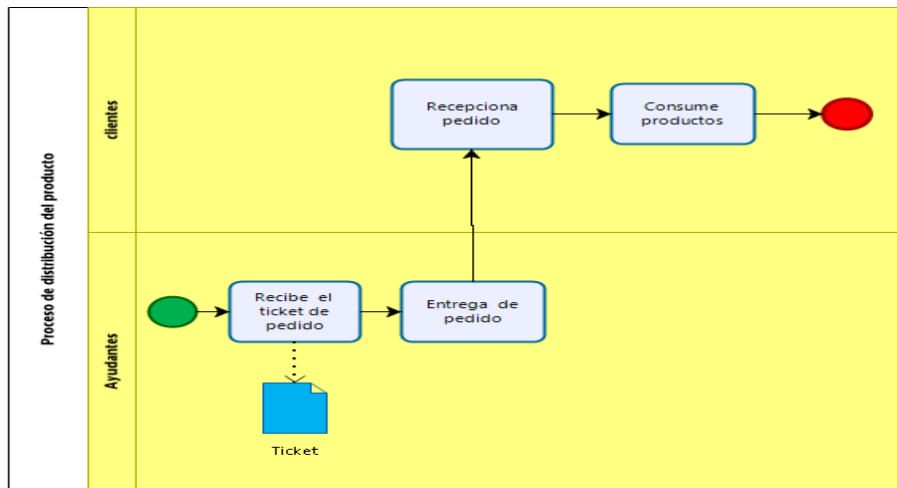 Proceso de distribución del producto
clientes
Recepciona
pedido
Consume
productos
Ayudantes
Recibe el
ticket de
pedido
Entrega de
pedido
Ticket